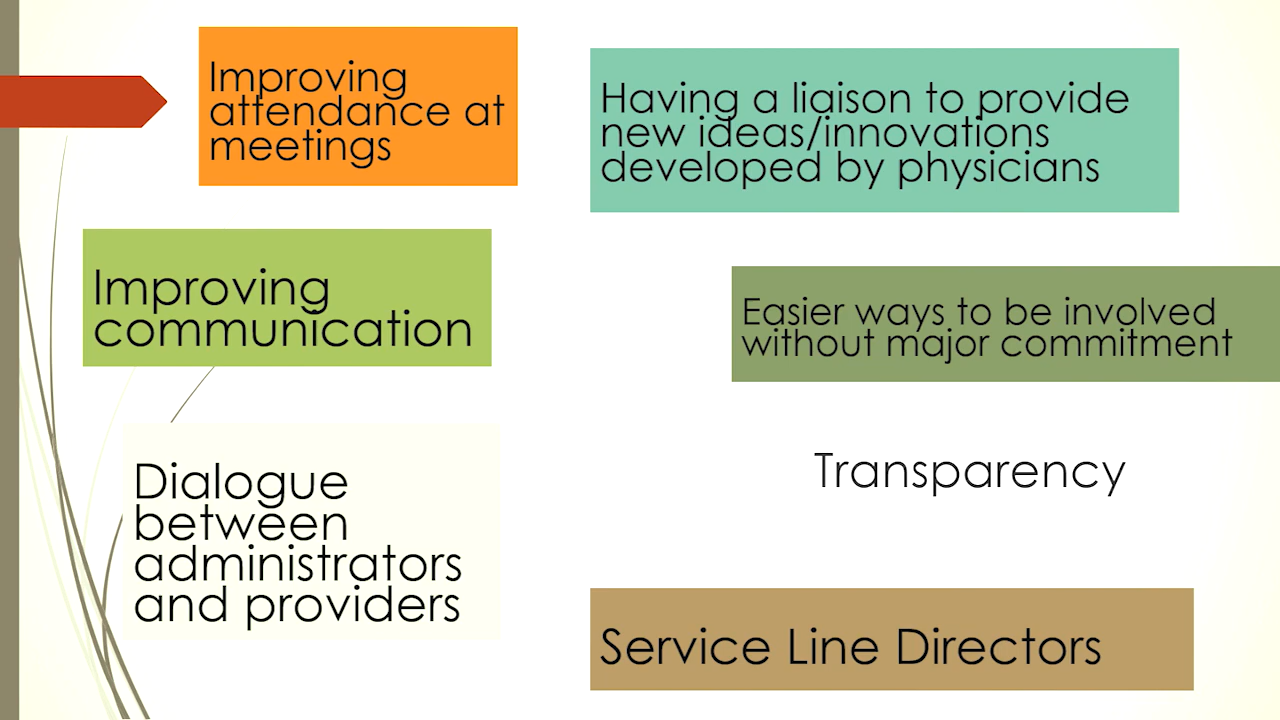 Improving
attendance at
meetings
Having a liaison to provide
new ideas/innovations
developed by physicians
Improving
communication
Easier ways to be involved
without major commitment
Dialogue
between
administrators
and providers
Transparency
Service Line Directors